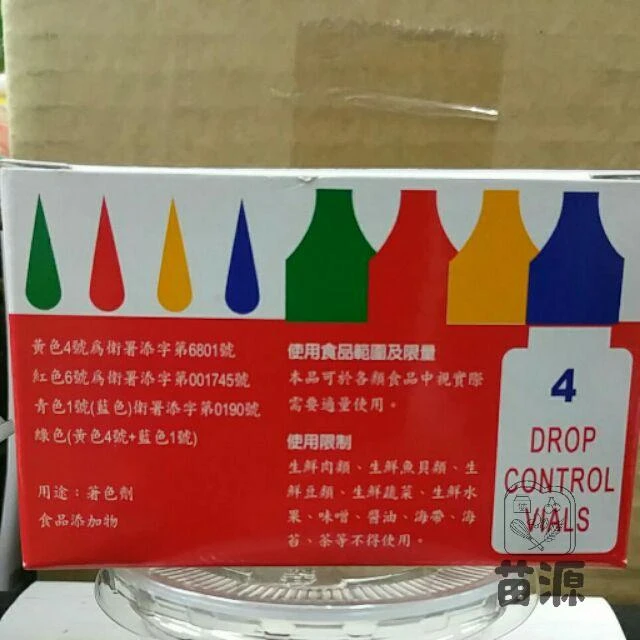 黃色4號為衛署添字第6801號
紅色6號為衛署添字第001745號
青色1號(藍色)衛署添字第0190號
綠色(黃色4號+藍色1號)
用途：著色劑
食品添加物
使用食品範圍及限量
本品可於各類食品中視實際
需要適量使用。
使用限制
生鮮肉類、生鮮魚貝類、生
鮮豆類、生鮮蔬菜、生鮮水
果、味噌、醬油、海帶、海
苔、茶等不得使用。
4
DROP
CONTROL
VIALS
苗源